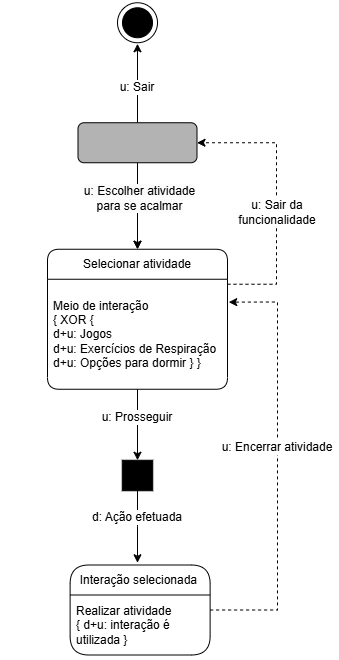 u: Sair
u: Escolher atividade
para se acalmar
u: Sair da
funcionalidade
Selecionar atividade
Meio de interação
{ XOR {
d+u: Jogos
d+u: Exercícios de Respiração
d+u: Opções para dormir } }
u: Prosseguir
u: Encerrar atividade
d: Ação efetuada
Interação selecionada
Realizar atividade
{ d+u: interação é
utilizada }